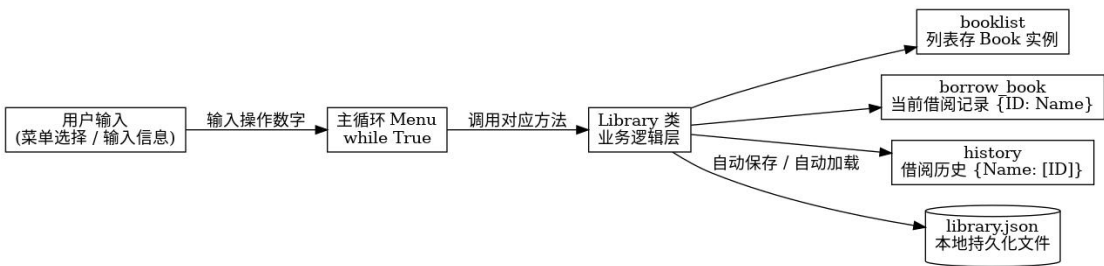 用户输入
(菜单选择 / 输入信息)
输入操作数字
主循环 Menu
while True
调用对应方法
Library 类
业务逻辑层
booklist
列表存 Book 实例
borrow_book
当前借阅记录 {ID: Name}
history
借阅历史 {Name: [ID]}
自动保存 / 自动加载
library.json
本地持久化文件